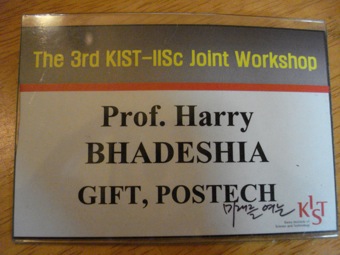 The 3rd KIST-IISc Joint Workshop
Prof. Harry
BHADESHIA
GIFT, POSTECH
미래를 여는
KIST